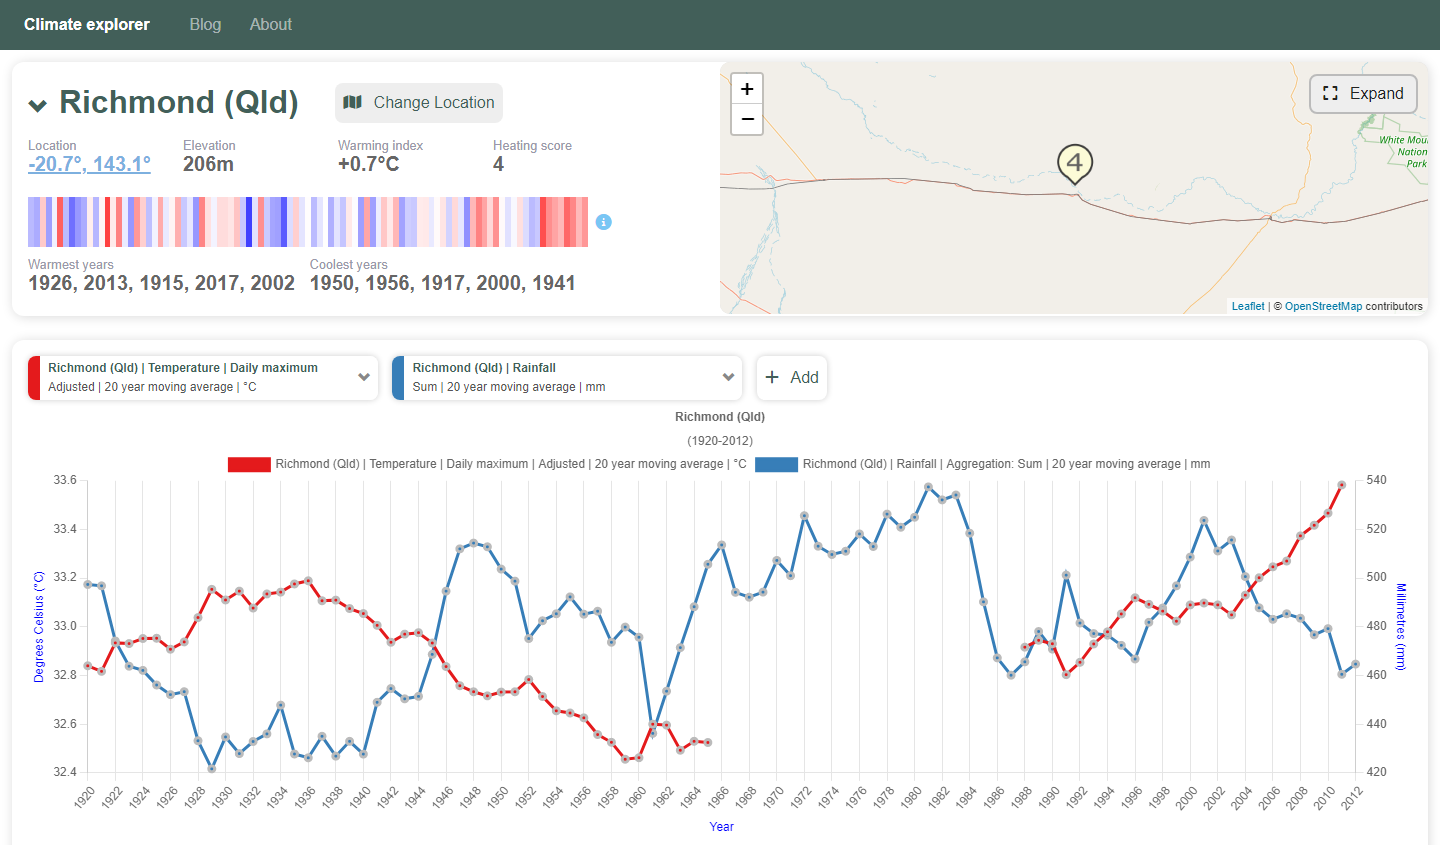 Climate explorer Blog About
Richmond (Qld)
Change Location
Location Elevation Warming index Heating score
-20.7°, 143.1° 206m +0.7°C 4
Warmest years Coolest years
1926, 2013, 1915, 2017, 2002 1950, 1956, 1917, 2000, 1941
+
−
Expand
4
White Mou
Nation
Park
Leaflet | © OpenStreetMap contributors
Richmond (Qld) | Temperature | Daily maximum
Adjusted | 20 year moving average | °C
Richmond (Qld) | Rainfall
Sum | 20 year moving average | mm
+ Add
Richmond (Qld)
(1920-2012)
Richmond (Qld) | Temperature | Daily maximum | Adjusted | 20 year moving average | °C
Richmond (Qld) | Rainfall | Aggregation: Sum | 20 year moving average | mm
Degrees Celsius (°C)
33.6
33.4
33.2
33.0
32.8
32.6
32.4
540
520
500
480
460
440
420
Millimetres (mm)
1920 1922 1924 1926 1928 1930 1932 1934 1936 1938 1940 1942 1944 1946 1948 1950 1952 1954 1956 1958 1960 1962 1964 1966 1968 1970 1972 1974 1976 1978 1980 1982 1984 1986 1988 1990 1992 1994 1996 1998 2000 2002 2004 2006 2008 2010 2012
Year